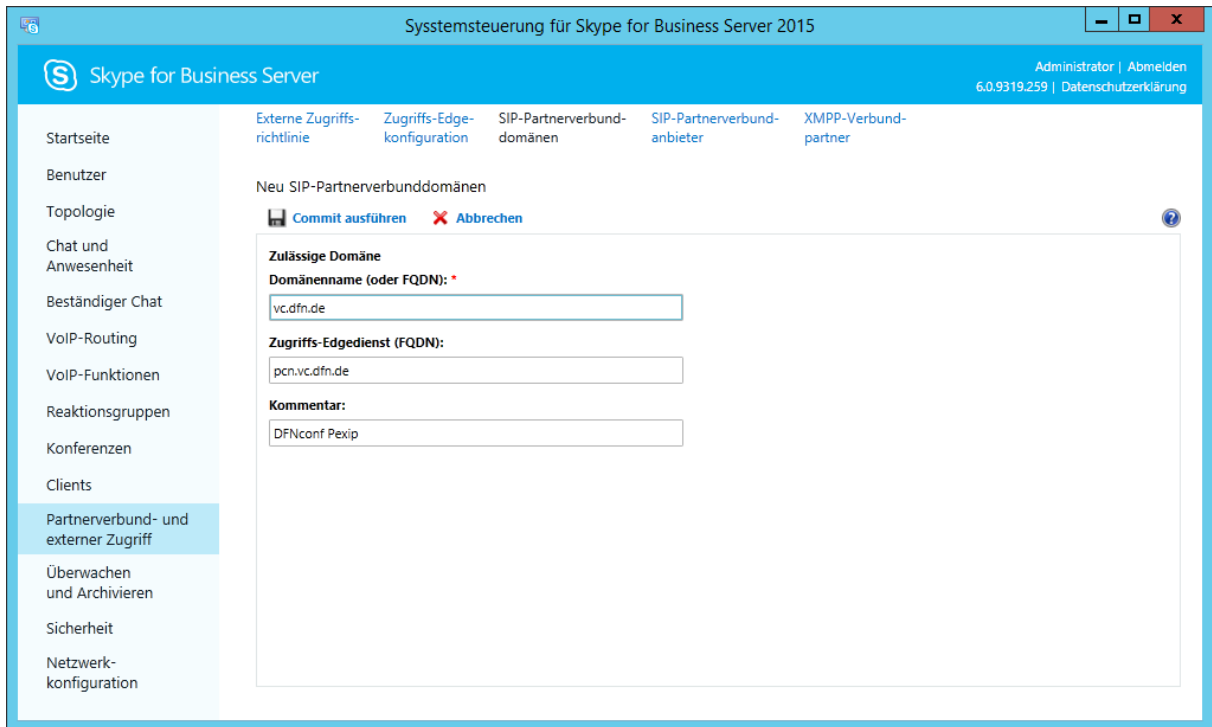 Sysstemsteuerung für Skype for Business Server 2015
Skype for Business Server
Administrator | Abmelden
6.0.9319.259 | Datenschutzerklärung
Startseite
Benutzer
Topologie
Chat und
Anwesenheit
Beständiger Chat
VoIP-Routing
VoIP-Funktionen
Reaktionsgruppen
Konferenzen
Clients
Partnerverbund- und
externer Zugriff
Überwachen
und Archivieren
Sicherheit
Netzwerk-
konfiguration
Externe Zugriffs-
richtlinie
Zugriffs-Edge-
konfiguration
SIP-Partnerverbund-
domänen
SIP-Partnerverbund-
anbieter
XMPP-Verbund-
partner
Neu SIP-Partnerverbunddomänen
Commit ausführen Abbrechen
Zulässige Domäne
Domänenname (oder FQDN): *
vc.dfn.de
Zugriffs-Edgedienst (FQDN):
pcn.vc.dfn.de
Kommentar:
DFNconf Pexip